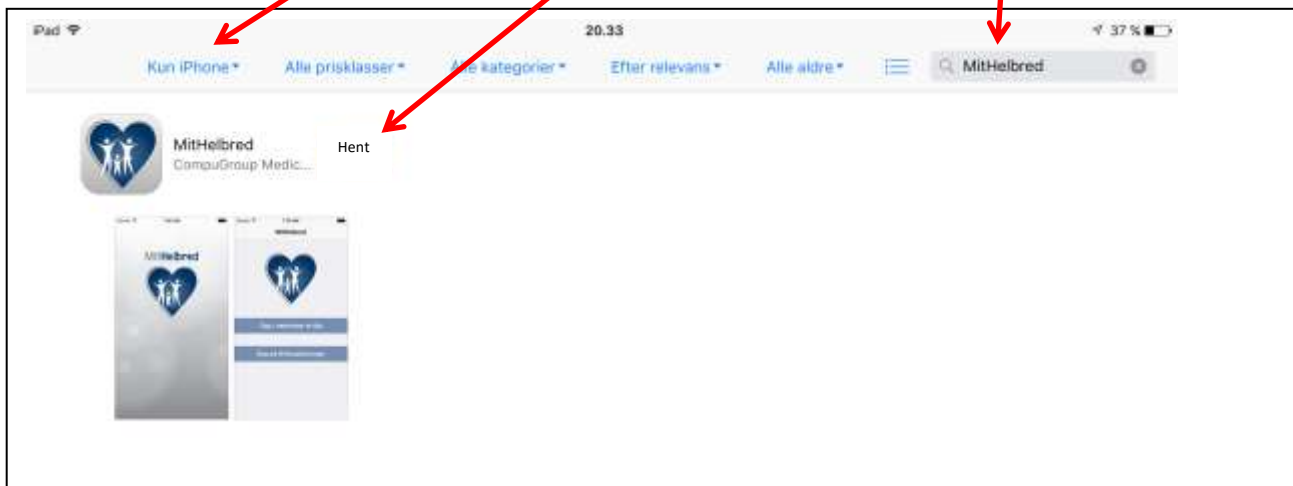 iPad 20.33 37 %
Kun iPhone Alle prisklasser Alle kategorier Efter relevans Alle aldre MitHelbred
MitHelbred Hent
CompuGroup Medic...
MitHelbred